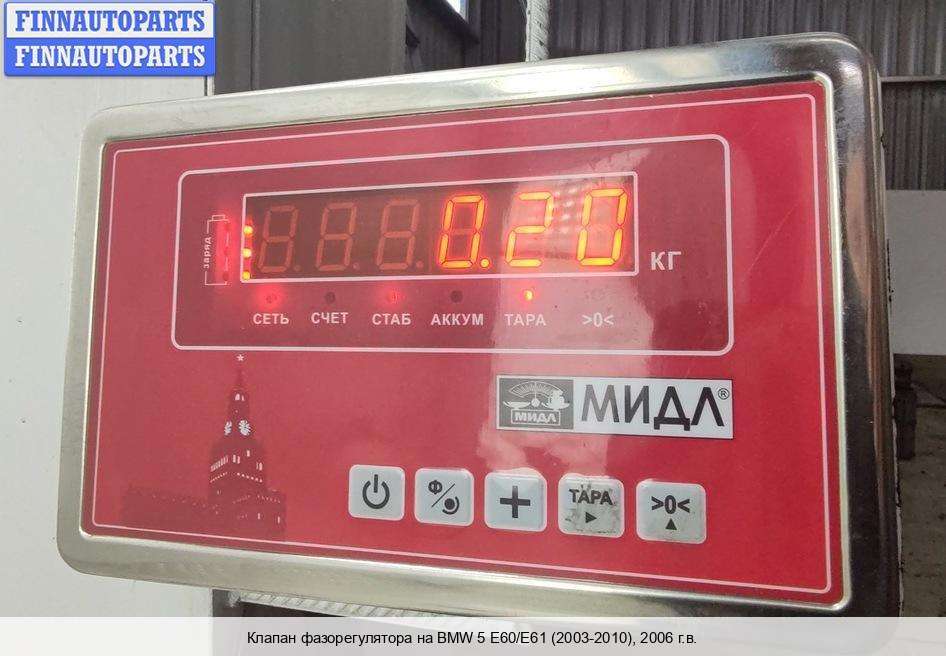 FINNAUTOPARTS
FINNAUTOPARTS
заряд
0.20
КГ
СЕТЬ СЧЕТ СТАБ АККУМ ТАРА >0<
МИДЛ МИДЛ®
Ф ТАРА >0<
Клапан фазорегулятора на BMW 5 E60/E61 (2003-2010), 2006 г.в.